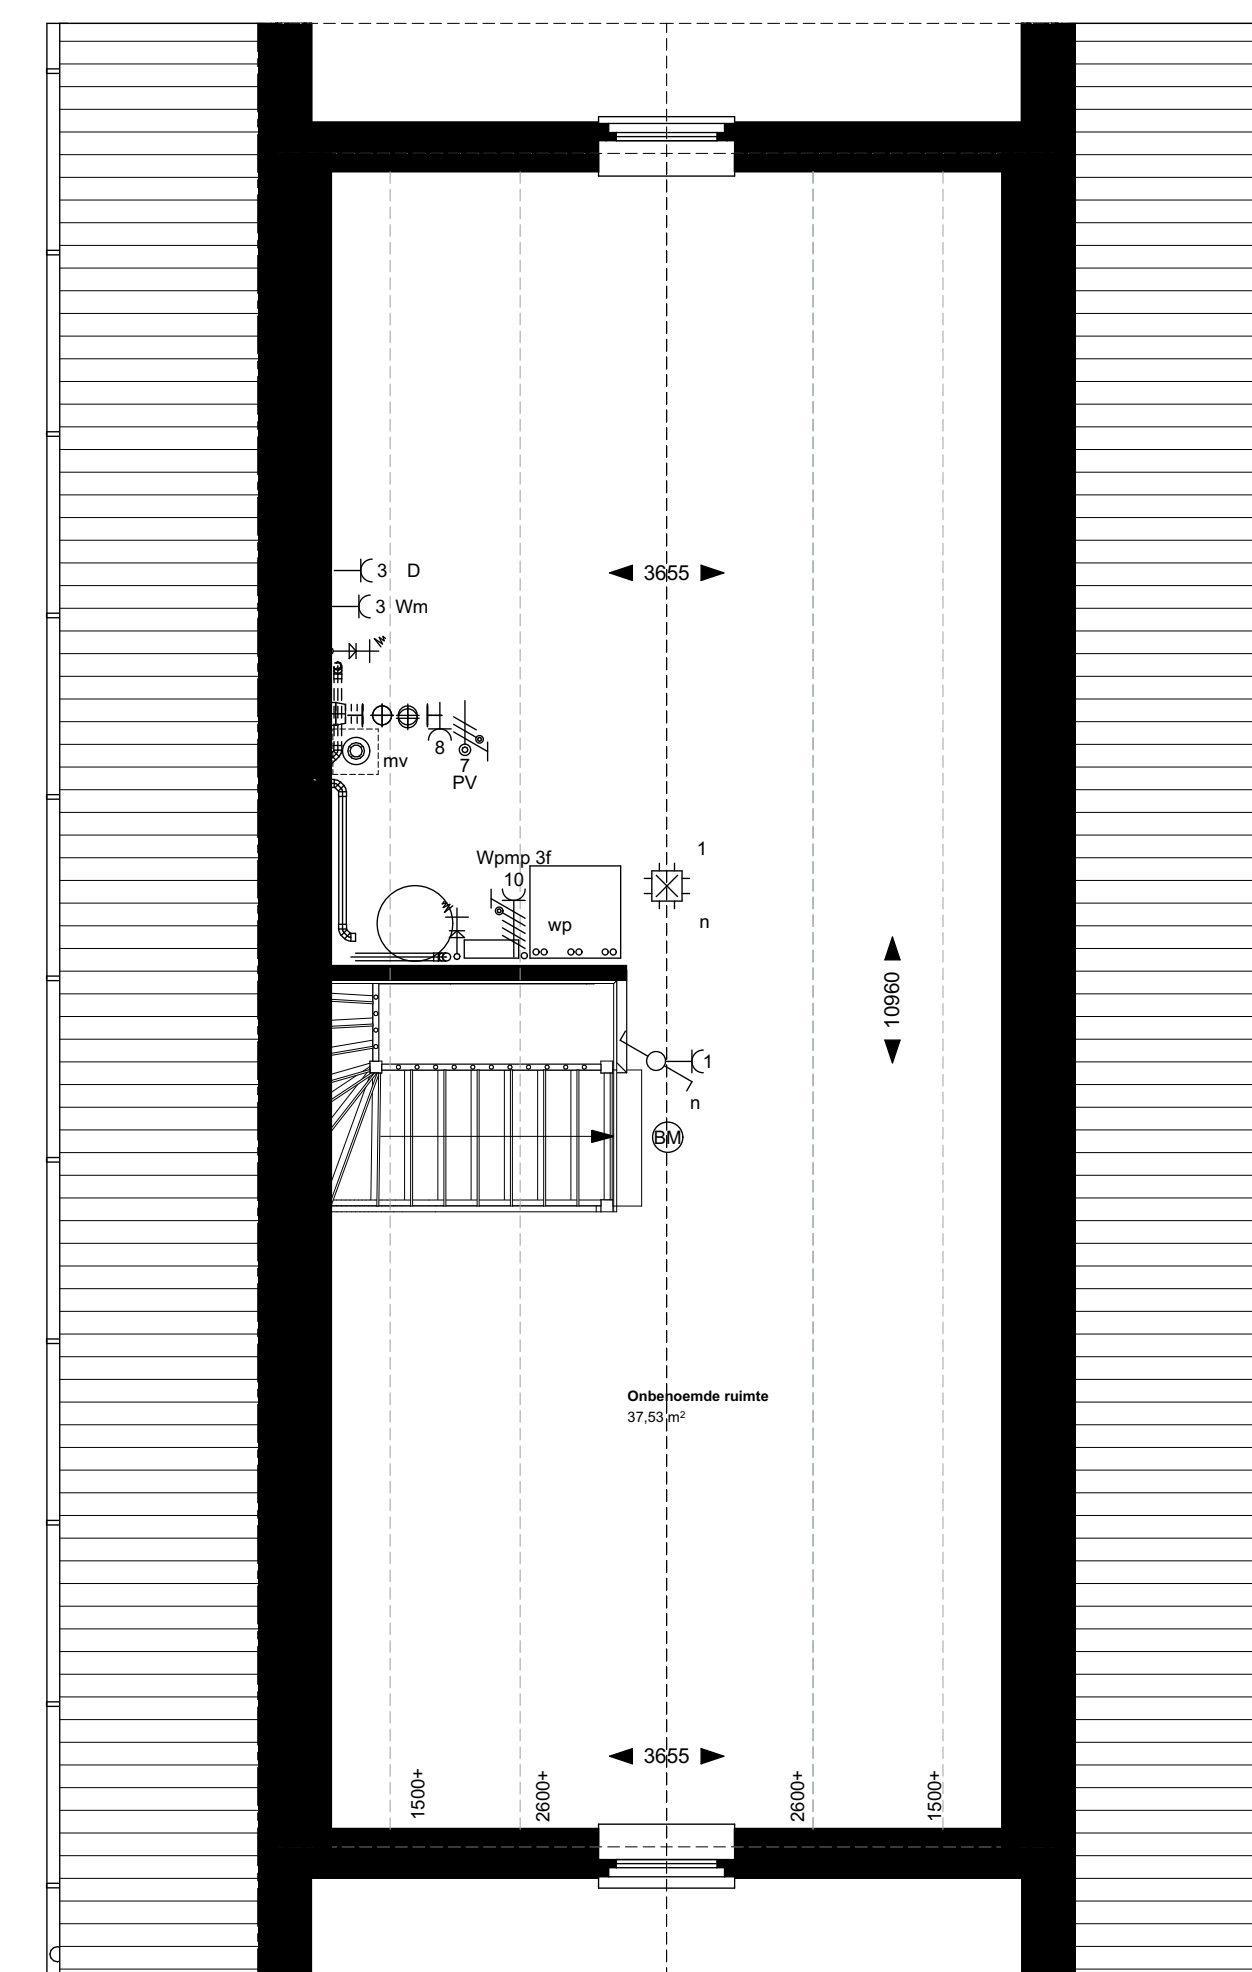 3 D
3655
3 Wm
8
mv
7
PV
1
Wpmp 3f
10
n
wp
10960
1
n
BM
Onbenoemde ruimte
37,53 m²
3655
1500+
2600+
2600+
1500+